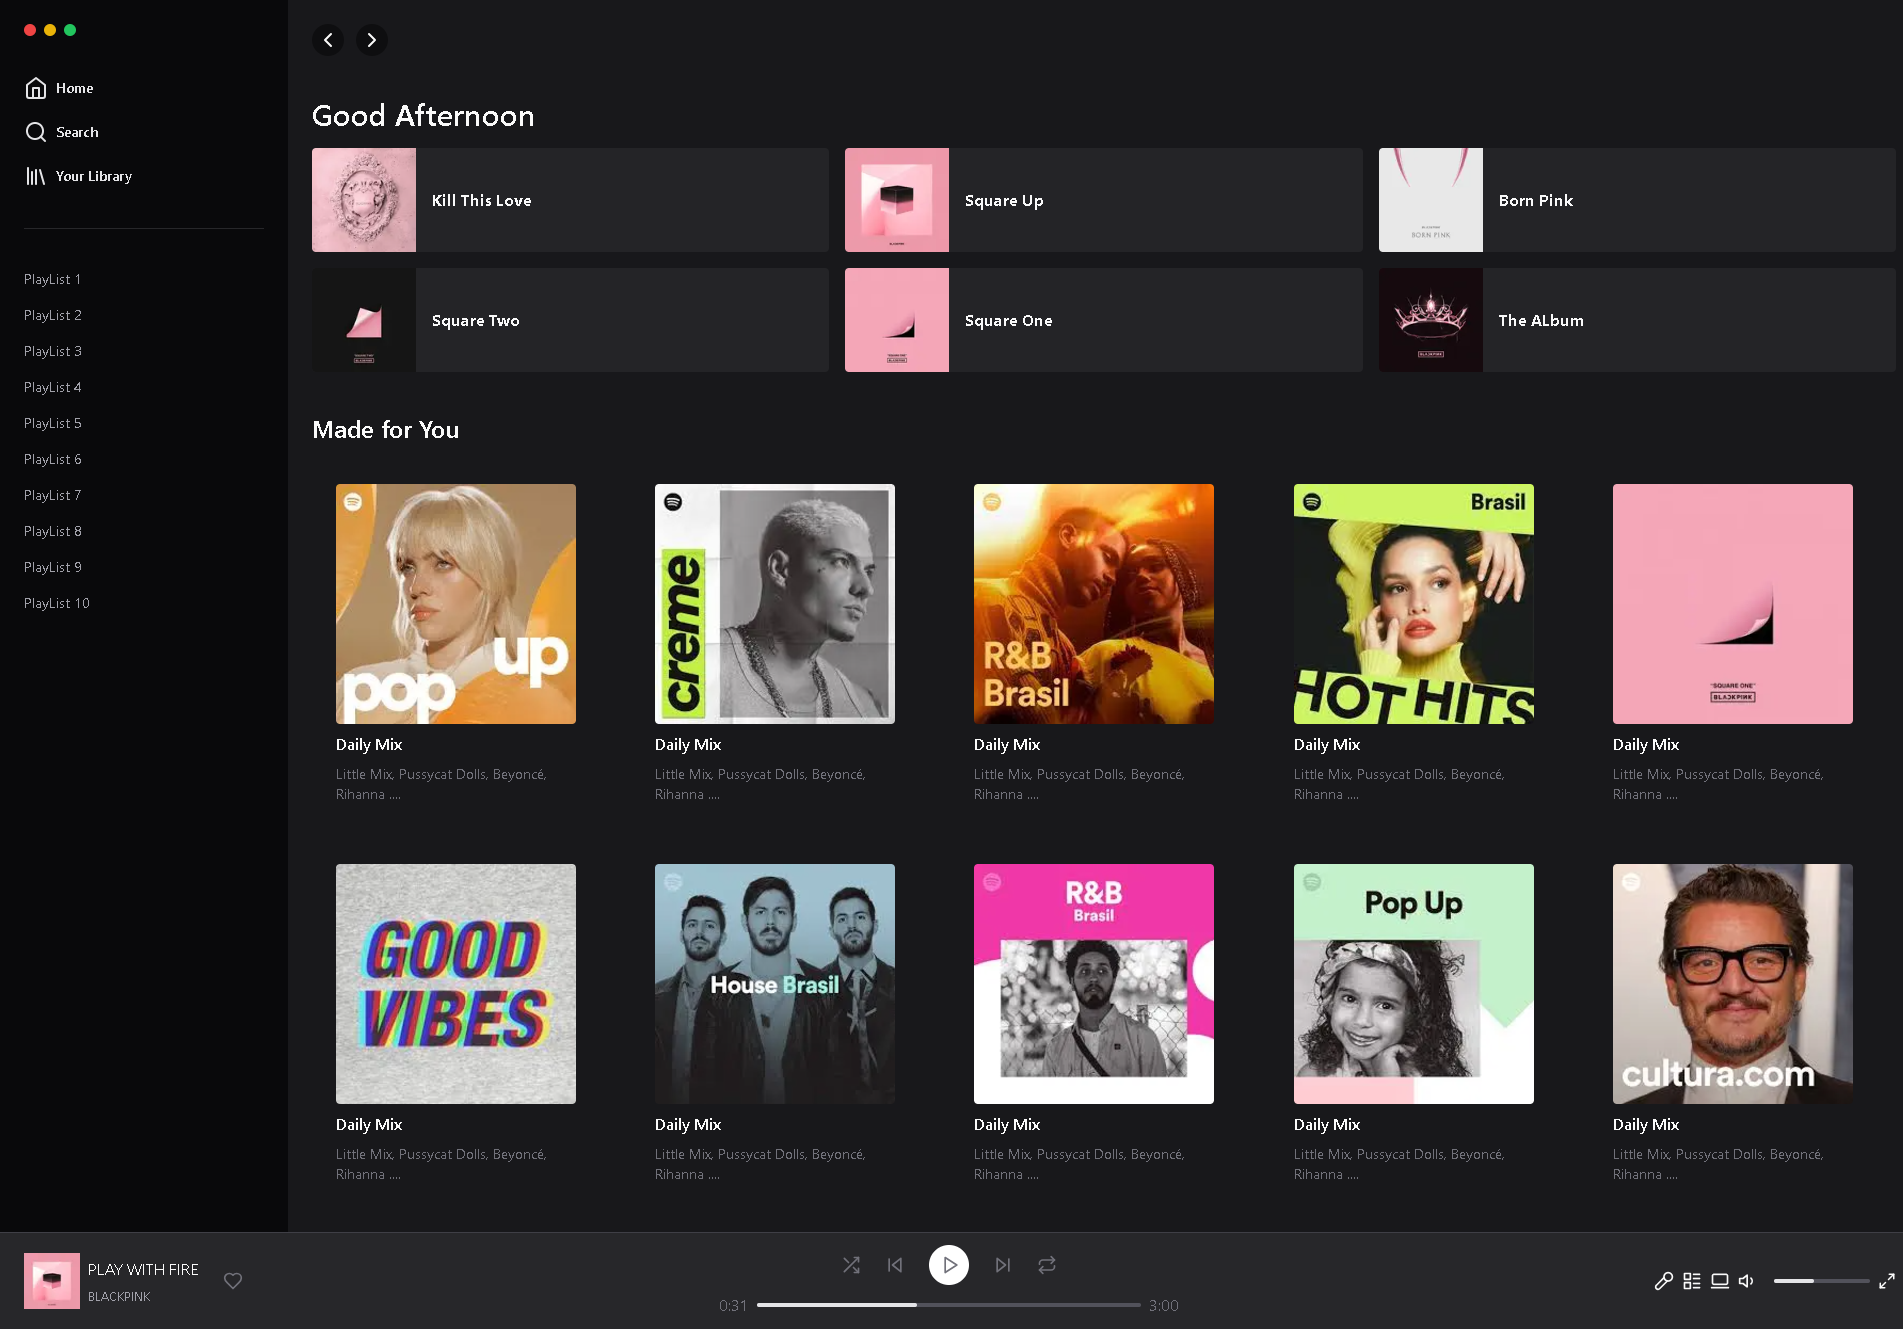 Home
Search
Your Library
PlayList 1
PlayList 2
PlayList 3
PlayList 4
PlayList 5
PlayList 6
PlayList 7
PlayList 8
PlayList 9
PlayList 10
Good Afternoon
Kill This Love
Square Up
BORN PINK
Born Pink
BLACKPINK
Square Two
"SQUARE ONE"
BLACKPINK
Square One
BLACKPINK
The ALbum
Made for You
pop
up
Daily Mix
Little Mix, Pussycat Dolls, Beyoncé,
Rihanna ....
creme
Daily Mix
Little Mix, Pussycat Dolls, Beyoncé,
Rihanna ....
R&B
Brasil
Daily Mix
Little Mix, Pussycat Dolls, Beyoncé,
Rihanna ....
Brasil
HOT HITS
Daily Mix
Little Mix, Pussycat Dolls, Beyoncé,
Rihanna ....
"SQUARE ONE"
BLACKPINK
Daily Mix
Little Mix, Pussycat Dolls, Beyoncé,
Rihanna ....
GOOD
VIBES
Daily Mix
Little Mix, Pussycat Dolls, Beyoncé,
Rihanna ....
House Brasil
Daily Mix
Little Mix, Pussycat Dolls, Beyoncé,
Rihanna ....
R&B
Brasil
Daily Mix
Little Mix, Pussycat Dolls, Beyoncé,
Rihanna ....
Pop Up
Daily Mix
Little Mix, Pussycat Dolls, Beyoncé,
Rihanna ....
cultura.com
Daily Mix
Little Mix, Pussycat Dolls, Beyoncé,
Rihanna ....
PLAY WITH FIRE
BLACKPINK
0:31
3:00